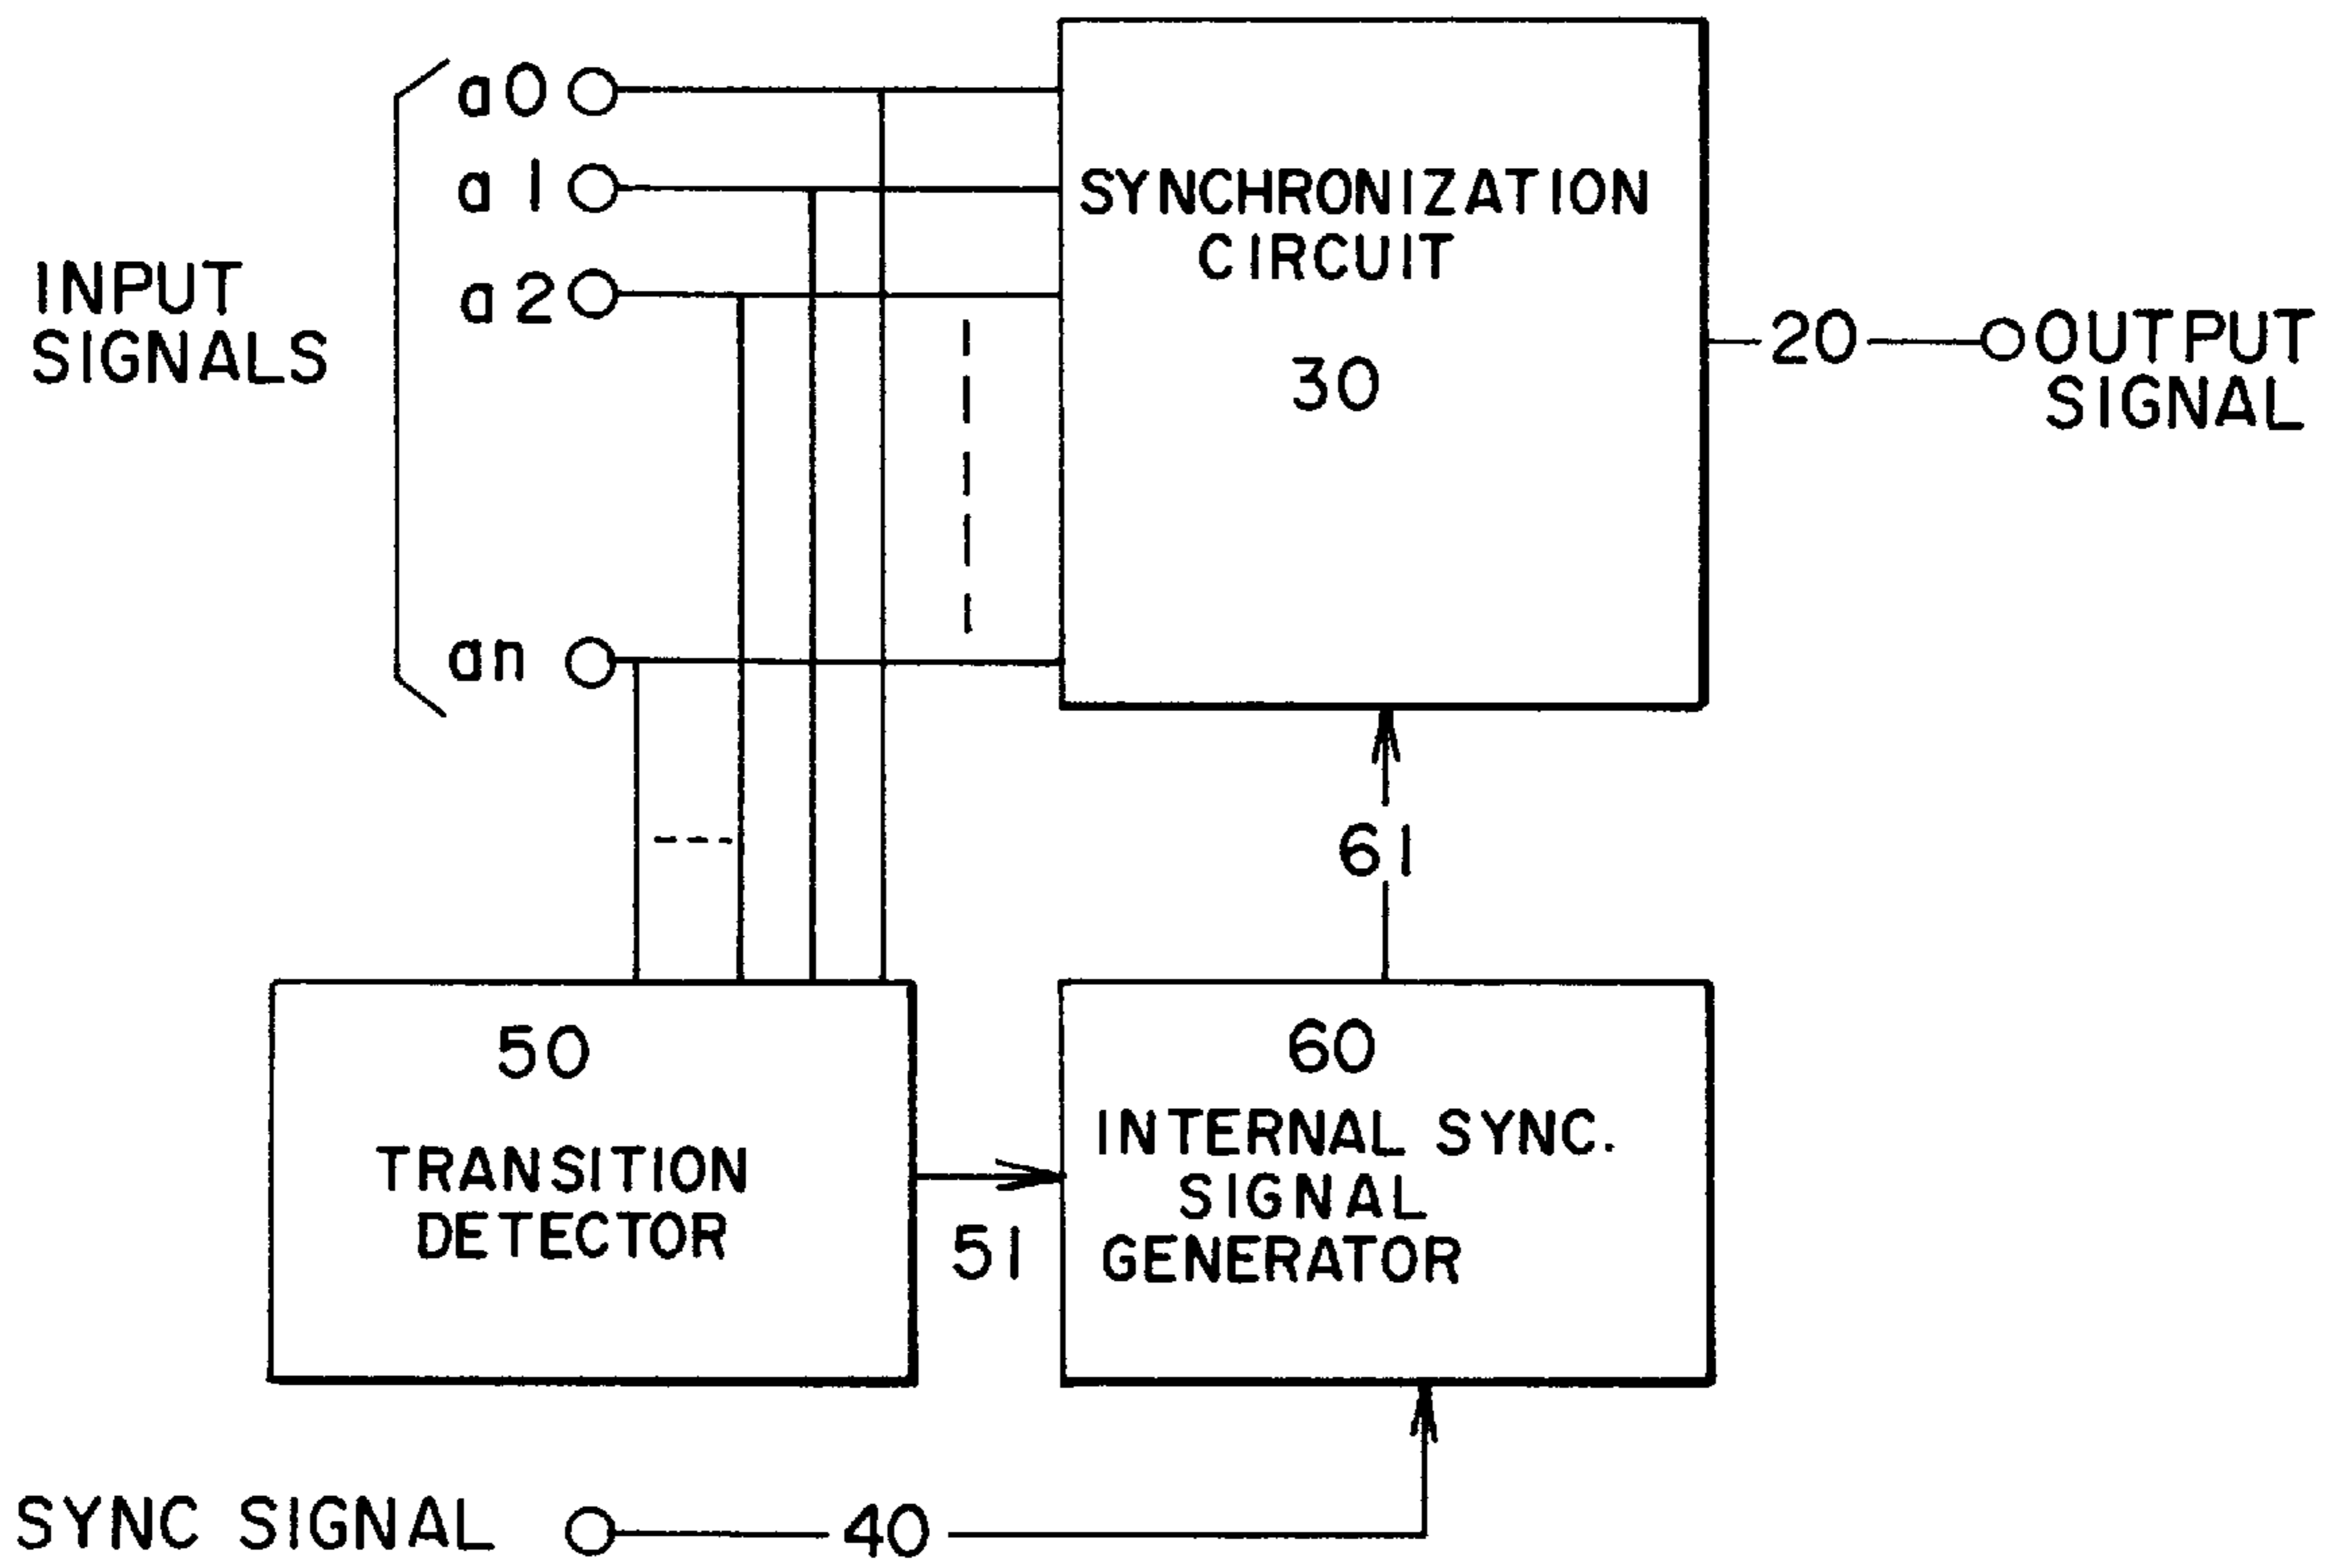 a0
a1
a2
an
INPUT
SIGNALS
SYNCHRONIZATION
CIRCUIT
30
20
OUTPUT
SIGNAL
61
50
TRANSITION
DETECTOR
51
60
INTERNAL SYNC.
SIGNAL
GENERATOR
SYNC SIGNAL
40